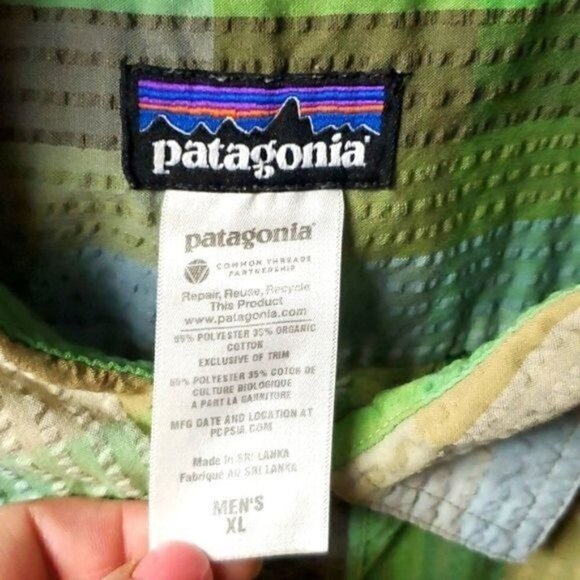 patagonia
patagonia
COMMON THREADS
PARTNERSHIP
Repair, Reuse, Recycle
This Product
www.patagonia.com
POLYESTER 35% ORGANIC
COTTON
EXCLUSIVE OF TRIM
POLYESTER 35% COTON DE
CULTURE BIOLOGIQUE
A PART LA GARNITURE
MFG DATE AND LOCATION AT
PCPSIA.COM
Made in SRI LANKA
Fabriqué AU SRI LANKA
MEN'S
XL